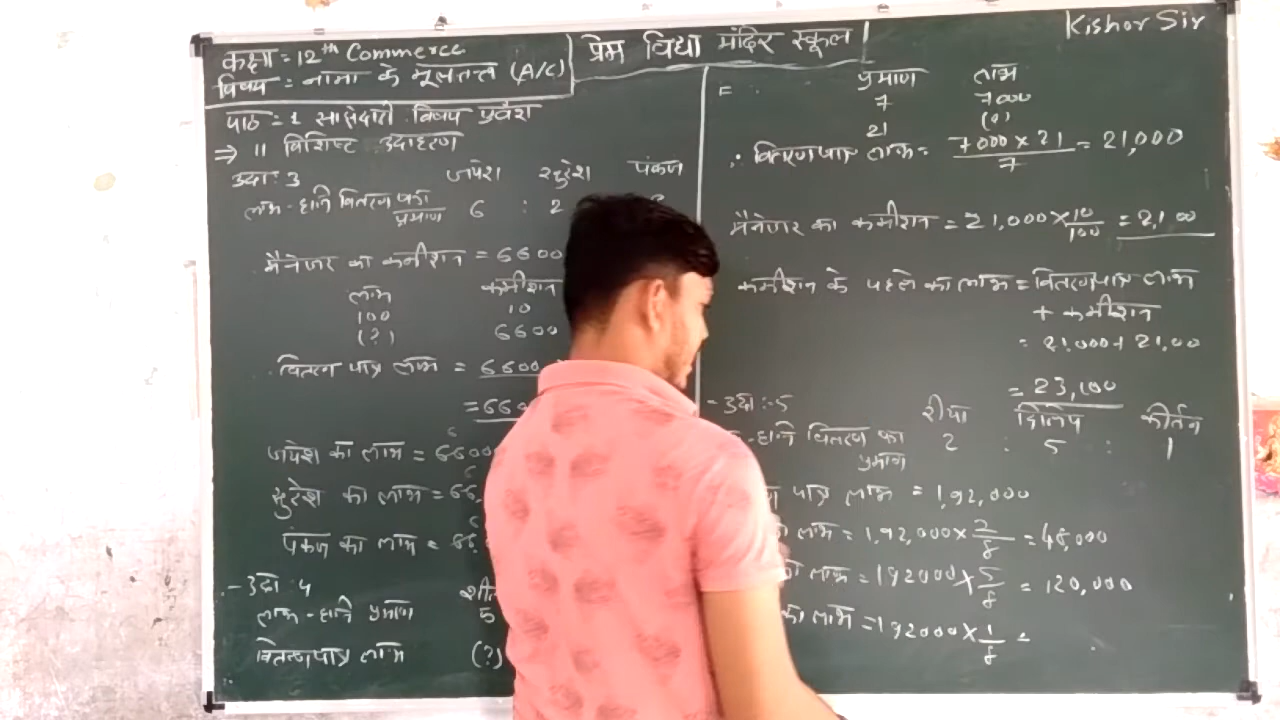 Kishor Sir
कक्षा = 12th Commerce
विषय = नामा के मूलतत्व (A/C)
प्रेम विद्या मंदिर स्कूल
पाठ = 1 साझेदारी विषय प्रवेश
⇒ 11 विशिष्ट उदाहरण
उदा: 3 जयेश सुरेश पंकज
लाभ - हानि वितरण का
प्रमाण 6 : 2
मैनेजर का कमीशन = 6600
लाभ कमीशन
100 10
(?) 6600
वितरण पात्र लाभ = 6600
= 660
जयेश का लाभ = 6600
सुरेश का लाभ = 66,
पंकज का लाभ = 66,
- उदा: 4
लाभ - हानि प्रमाण 5
वितरणपात्र लाभ (?)
= प्रमाण लाभ
7 7000
21 (?)
∴ वितरणपात्र लाभ = 7000 × 21 / 7 = 21,000
मैनेजर का कमीशन = 21,000 × 10/100 = 2,100
कमीशन के पहले का लाभ = वितरणपात्र लाभ
+ कमीशन
= 21,000 + 21,00
= 23,100
= उदा: - 5 रीया दिलीप कीर्तन
- हानि वितरण का 2 : 5 : 1
प्रमाण
पात्र लाभ = 1,92,000
लाभ = 1,92,000 × 2/8 = 48,000
लाभ = 192000 × 5/8 = 120,000
का लाभ = 192000 × 1/8 =